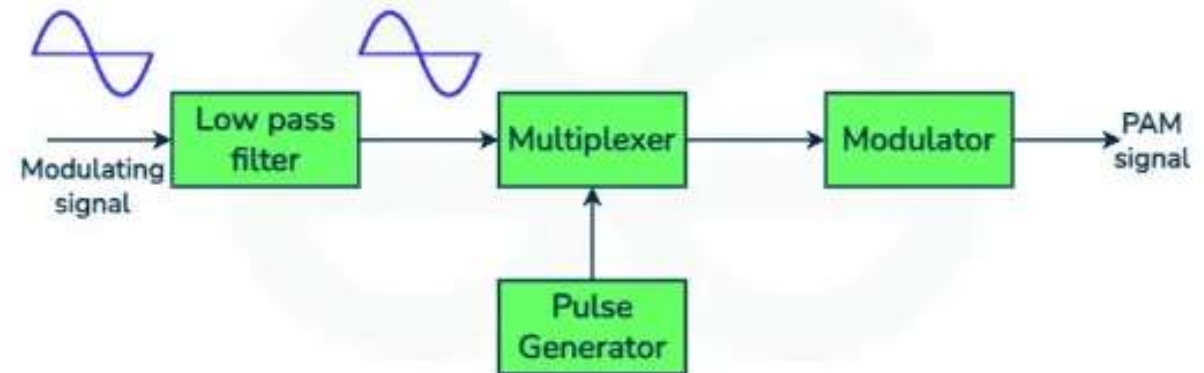 Modulating
signal
Low pass
filter
Multiplexer
Modulator
PAM
signal
Pulse
Generator